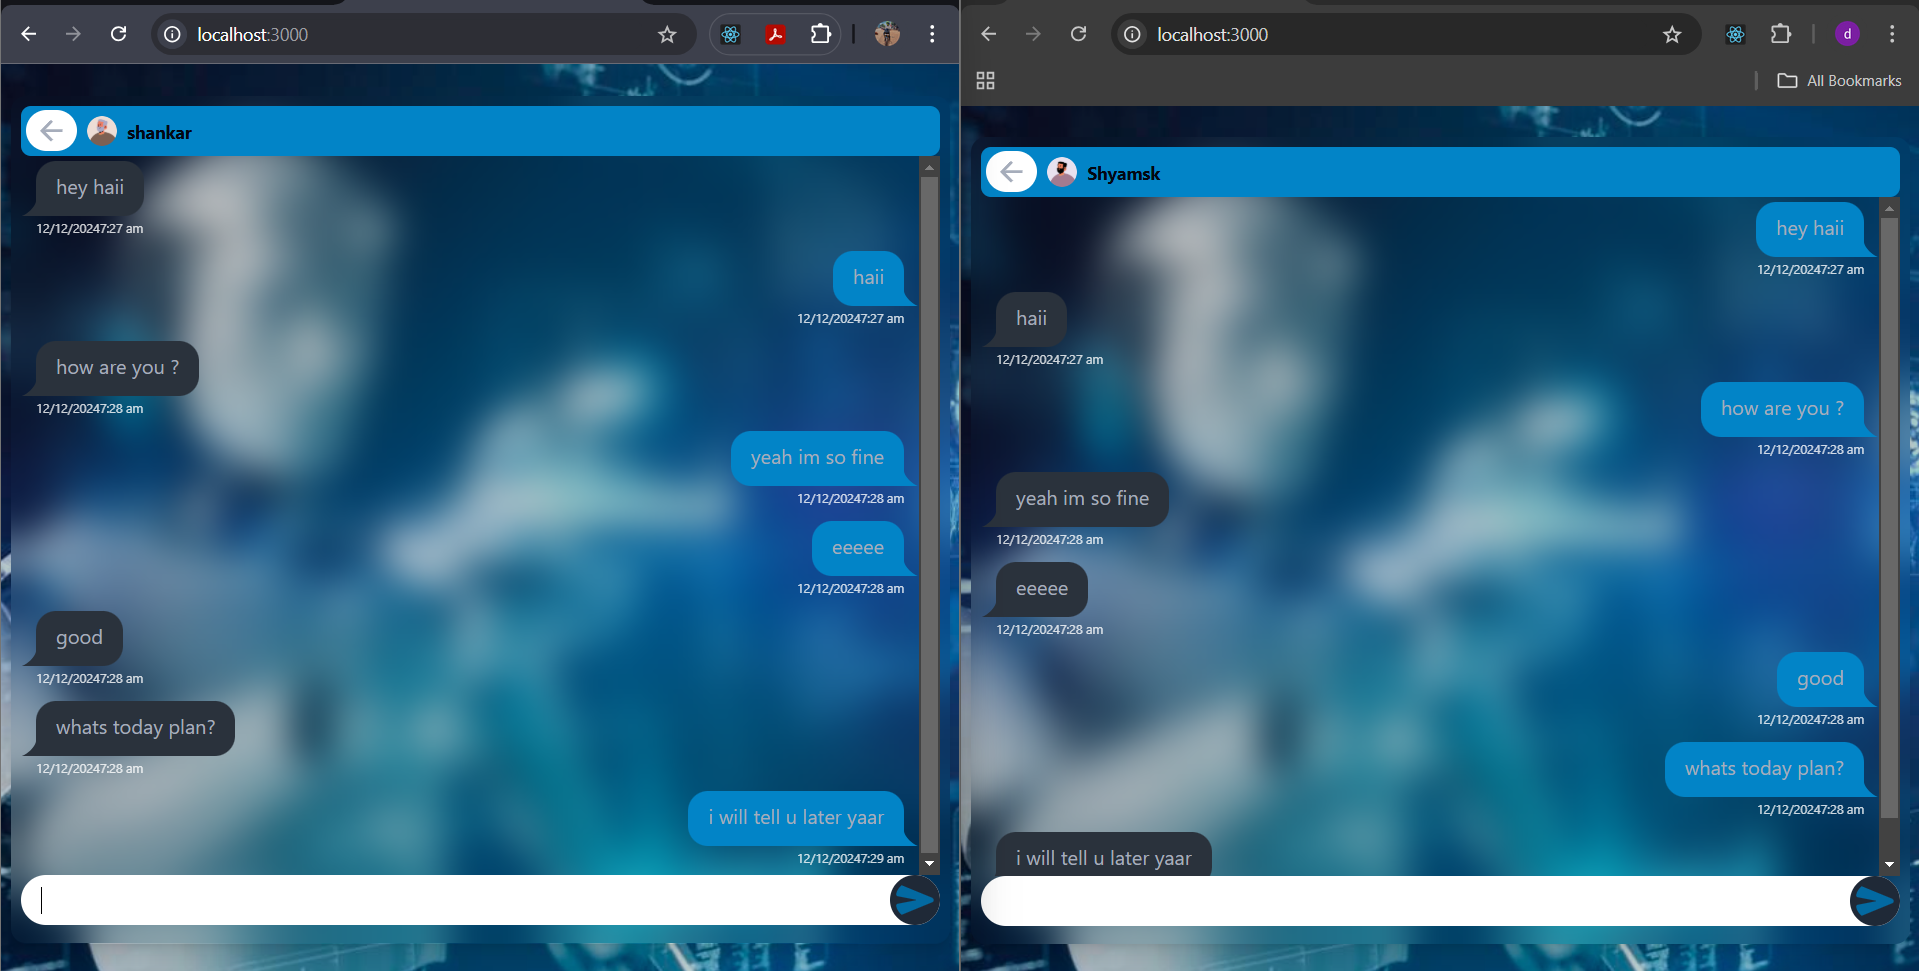 localhost:3000
shankar
hey haii
12/12/20247:27 am
haii
12/12/20247:27 am
how are you ?
12/12/20247:28 am
yeah im so fine
12/12/20247:28 am
eeeee
12/12/20247:28 am
good
12/12/20247:28 am
whats today plan?
12/12/20247:28 am
i will tell u later yaar
12/12/20247:29 am
localhost:3000
d
All Bookmarks
Shyamsk
hey haii
12/12/20247:27 am
haii
12/12/20247:27 am
how are you ?
12/12/20247:28 am
yeah im so fine
12/12/20247:28 am
eeeee
12/12/20247:28 am
good
12/12/20247:28 am
whats today plan?
12/12/20247:28 am
i will tell u later yaar